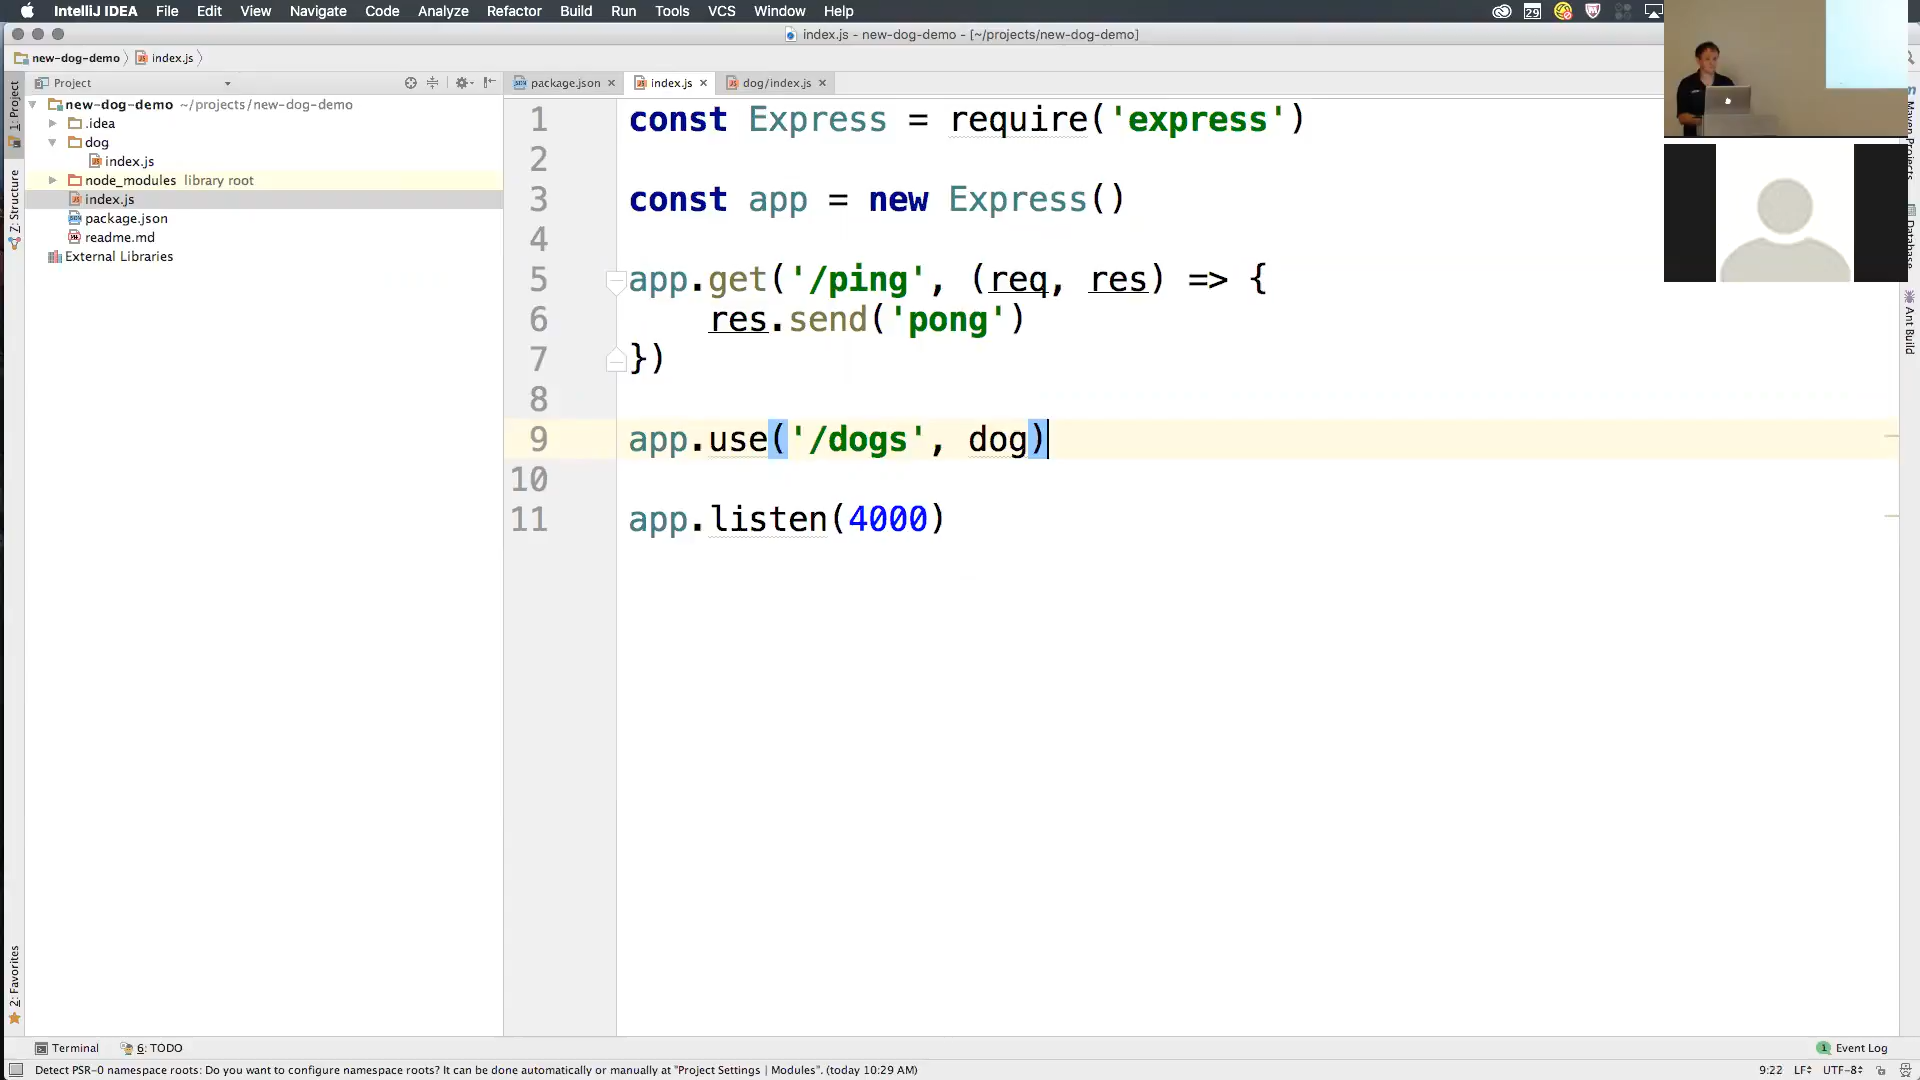 IntelliJ IDEA File Edit View Navigate Code Analyze Refactor Build Run Tools VCS Window Help 29
index.js - new-dog-demo - [~/projects/new-dog-demo]
new-dog-demo index.js
Project
package.json index.js dog/index.js
1: Project
new-dog-demo ~/projects/new-dog-demo
.idea
dog
index.js
node_modules library root
index.js
package.json
readme.md
External Libraries
7: Structure
2: Favorites
1 const Express = require('express')
2
3 const app = new Express()
4
5 app.get('/ping', (req, res) => {
6 res.send('pong')
7 })
8
9 app.use('/dogs', dog)
10
11 app.listen(4000)
Maven Projects
Database
Ant Build
Terminal 6: TODO 1 Event Log
Detect PSR-0 namespace roots: Do you want to configure namespace roots? It can be done automatically or manually at "Project Settings | Modules". (today 10:29 AM) 9:22 LF UTF-8